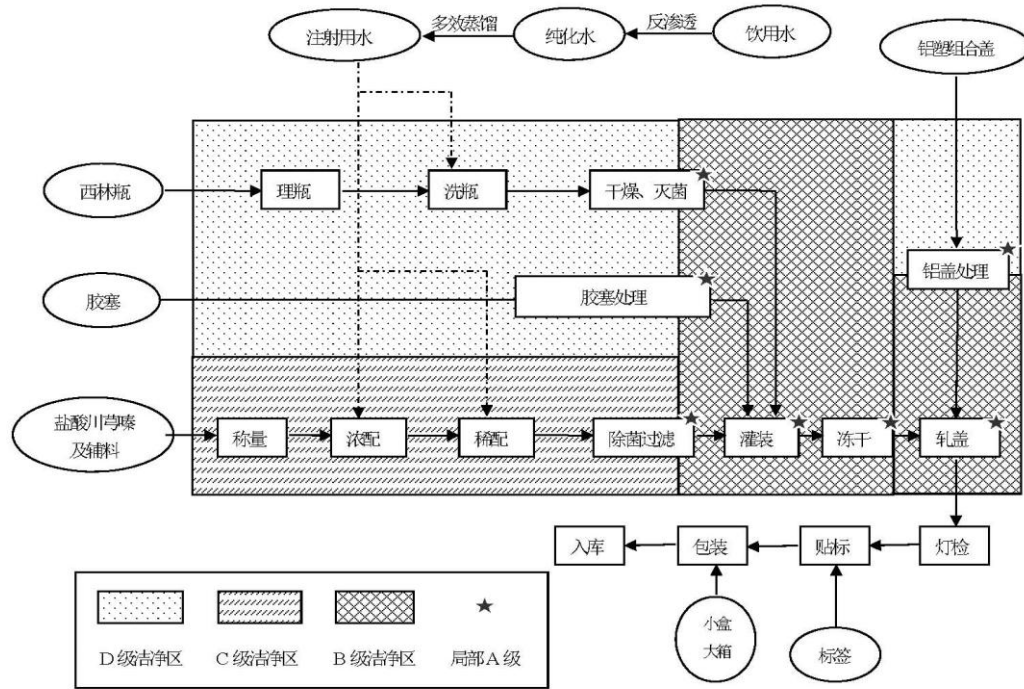 注射用水
多效蒸馏
纯化水
反渗透
饮用水
铝塑组合盖
西林瓶
理瓶
洗瓶
干燥、灭菌
铝盖处理
胶塞
胶塞处理
盐酸川芎嗪
及辅料
称量
浓配
稀配
除菌过滤
灌装
冻干
轧盖
入库
包装
贴标
灯检
小盒
大箱
标签
D级洁净区
C级洁净区
B级洁净区
局部A级